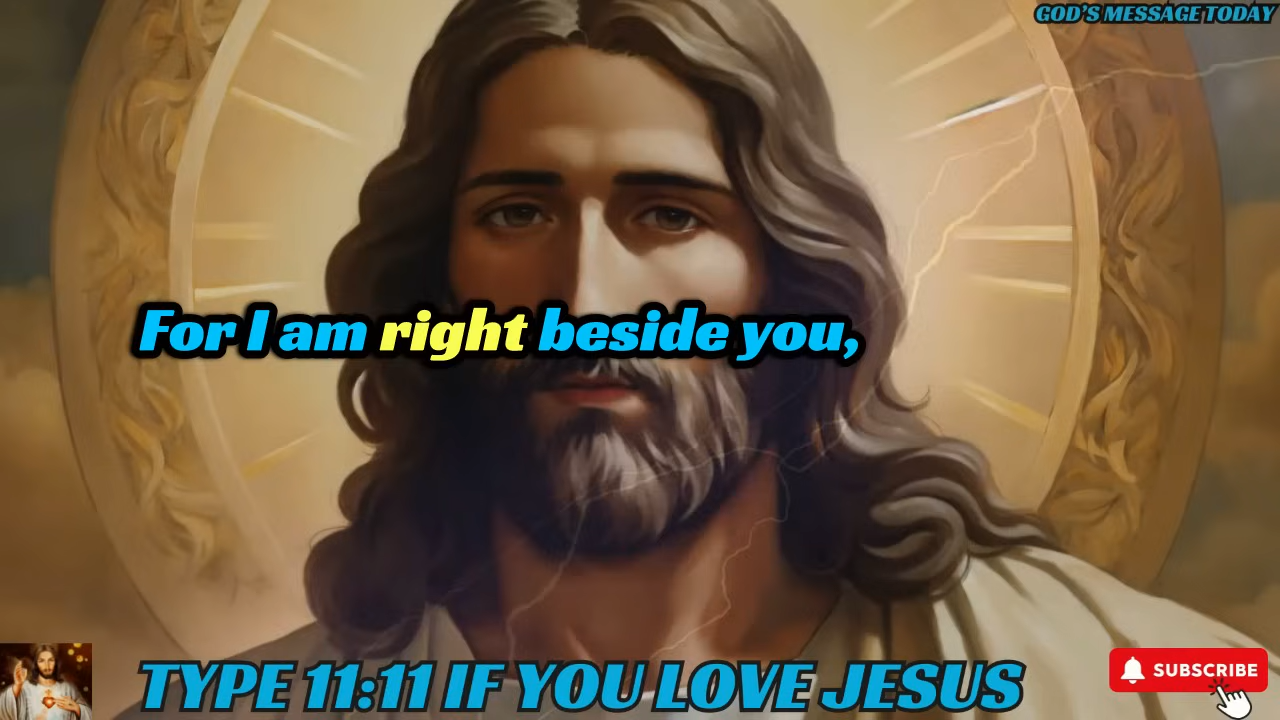 GOD'S MESSAGE TODAY
For I am right beside you,
TYPE 11:11 IF YOU LOVE JESUS
SUBSCRIBE